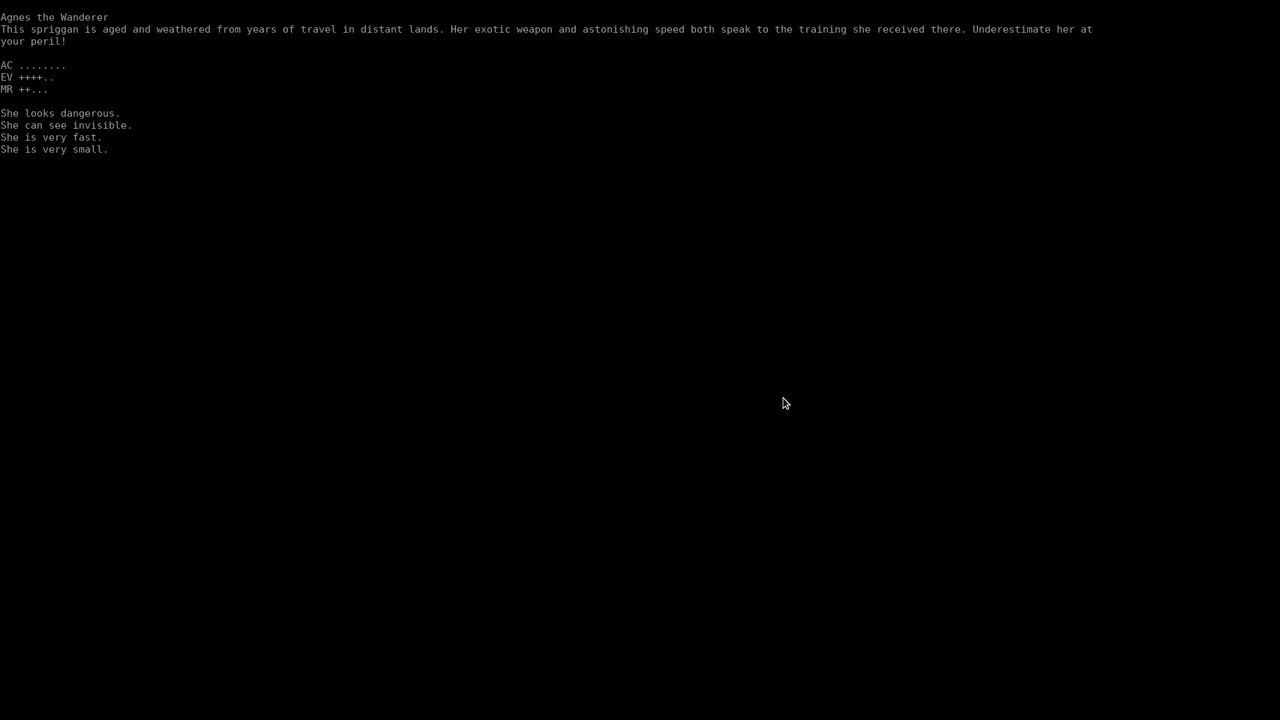 Agnes the Wanderer
This spriggan is aged and weathered from years of travel in distant lands. Her exotic weapon and astonishing speed both speak to the training she received there. Underestimate her at
your peril!
AC ........
EV ++++..
MR ++...
She looks dangerous.
She can see invisible.
She is very fast.
She is very small.